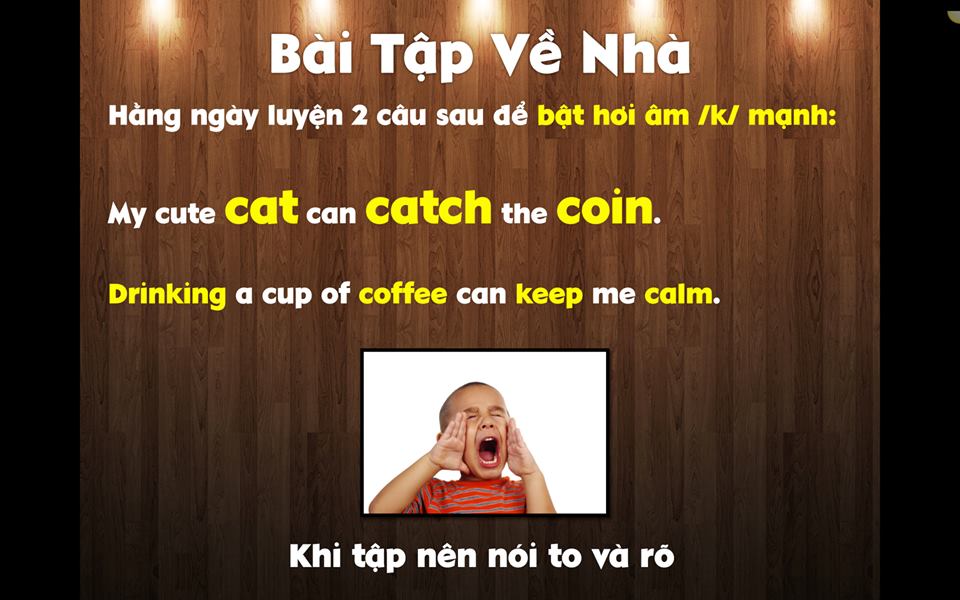 Bài Tập Về Nhà
Hằng ngày luyện 2 câu sau để bật hơi âm /k/ mạnh:
My cute cat can catch the coin.
Drinking a cup of coffee can keep me calm.
Khi tập nên nói to và rõ